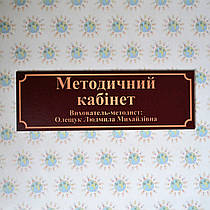 Методичний
кабінет
Вихователь-методист:
Олещук Людмила Михайлівна